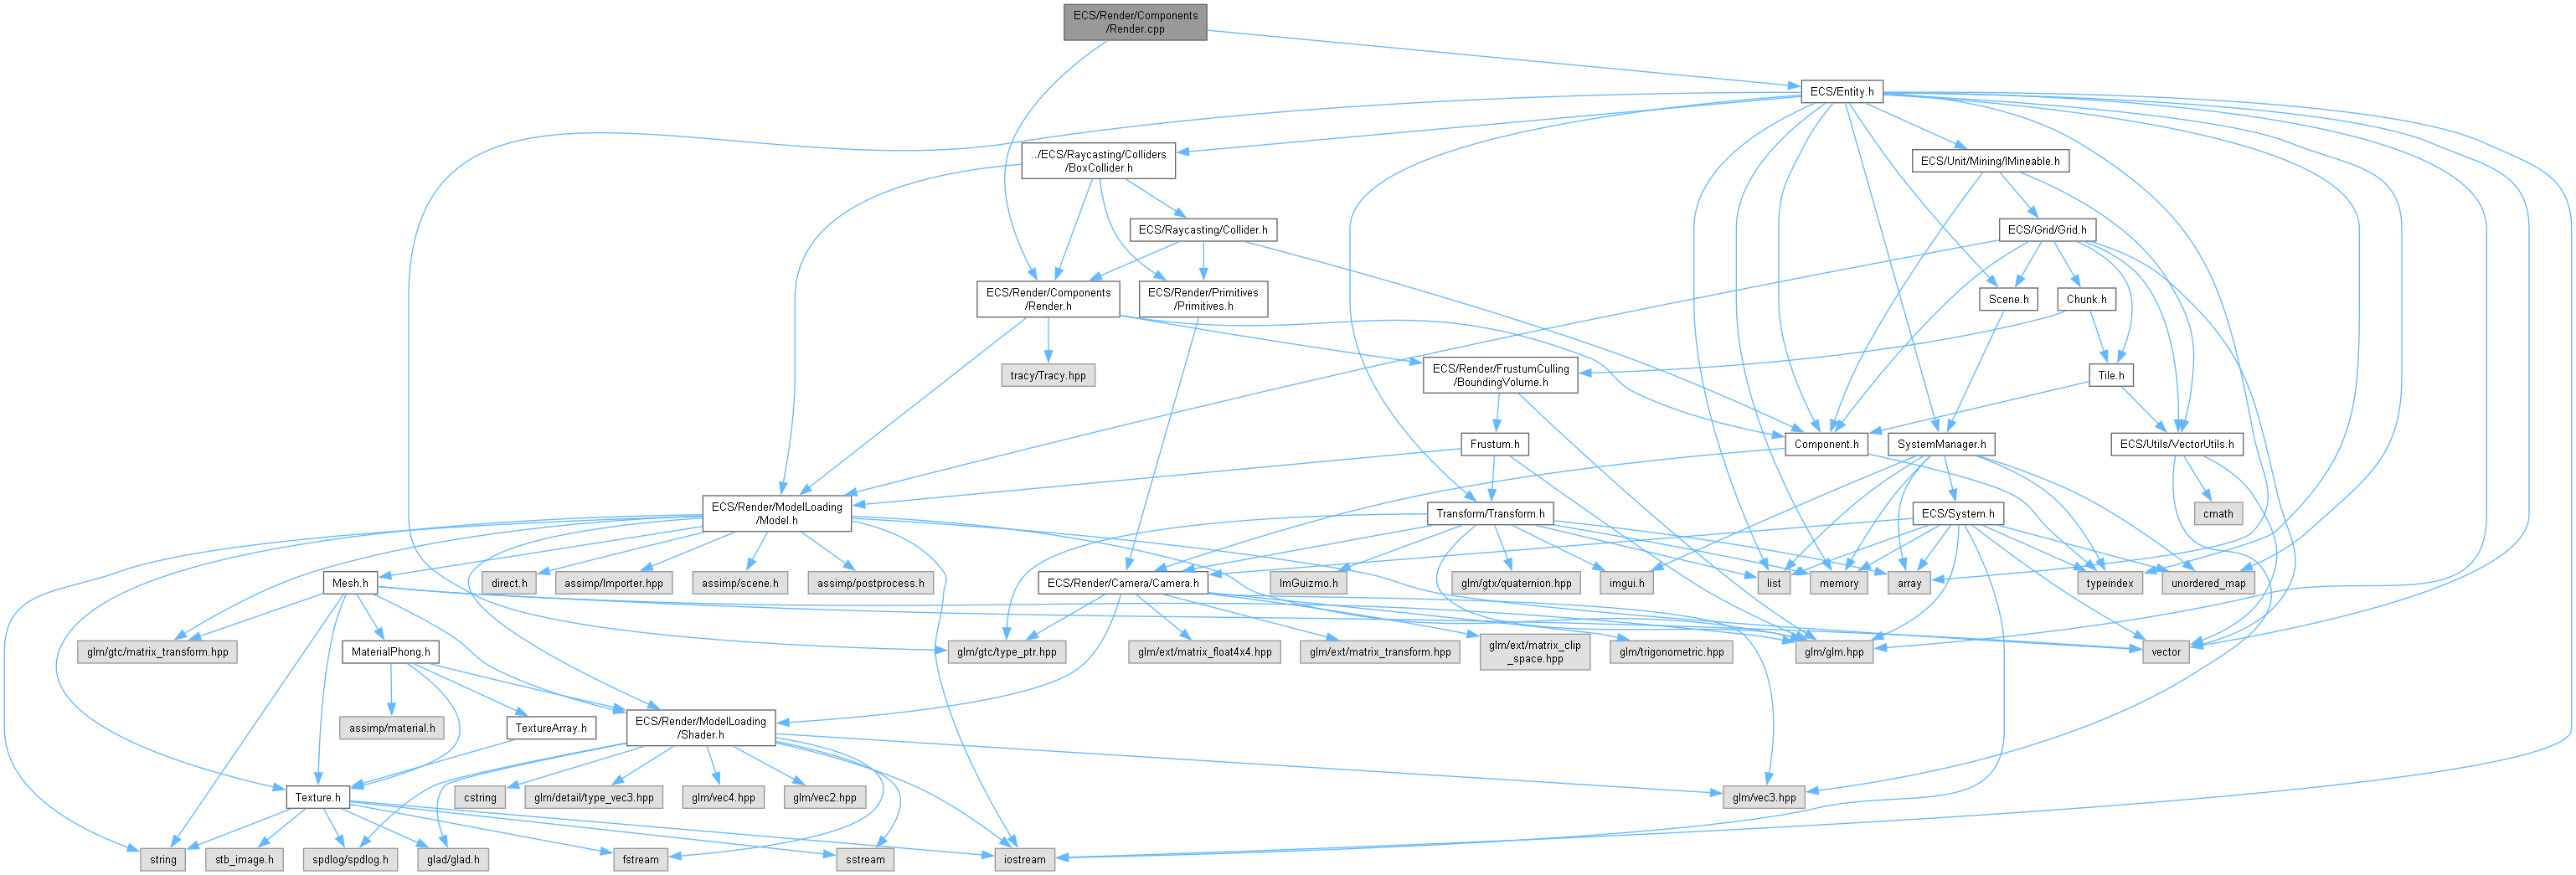 ECS/Render/Components
/Render.cpp
ECS/Entity.h
../ECS/Raycasting/Colliders
/BoxCollider.h
ECS/Unit/Mining/IMineable.h
ECS/Raycasting/Collider.h
ECS/Grid/Grid.h
ECS/Render/Components
/Render.h
ECS/Render/Primitives
/Primitives.h
Scene.h
Chunk.h
tracy/Tracy.hpp
ECS/Render/FrustumCulling
/BoundingVolume.h
Tile.h
Frustum.h
Component.h
SystemManager.h
ECS/Utils/VectorUtils.h
ECS/Render/ModelLoading
/Model.h
Transform/Transform.h
ECS/System.h
cmath
Mesh.h
direct.h
assimp/Importer.hpp
assimp/scene.h
assimp/postprocess.h
ECS/Render/Camera/Camera.h
ImGuizmo.h
glm/gtx/quaternion.hpp
imgui.h
list
memory
array
typeindex
unordered_map
glm/gtc/matrix_transform.hpp
MaterialPhong.h
glm/gtc/type_ptr.hpp
glm/ext/matrix_float4x4.hpp
glm/ext/matrix_transform.hpp
glm/ext/matrix_clip
_space.hpp
glm/trigonometric.hpp
glm/glm.hpp
vector
assimp/material.h
TextureArray.h
ECS/Render/ModelLoading
/Shader.h
Texture.h
cstring
glm/detail/type_vec3.hpp
glm/vec4.hpp
glm/vec2.hpp
glm/vec3.hpp
string
stb_image.h
spdlog/spdlog.h
glad/glad.h
fstream
sstream
iostream